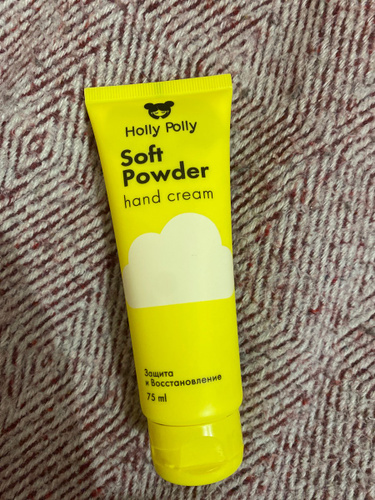 Holly Polly
Soft
Powder
hand cream
Защита
и Восстановление
75 ml